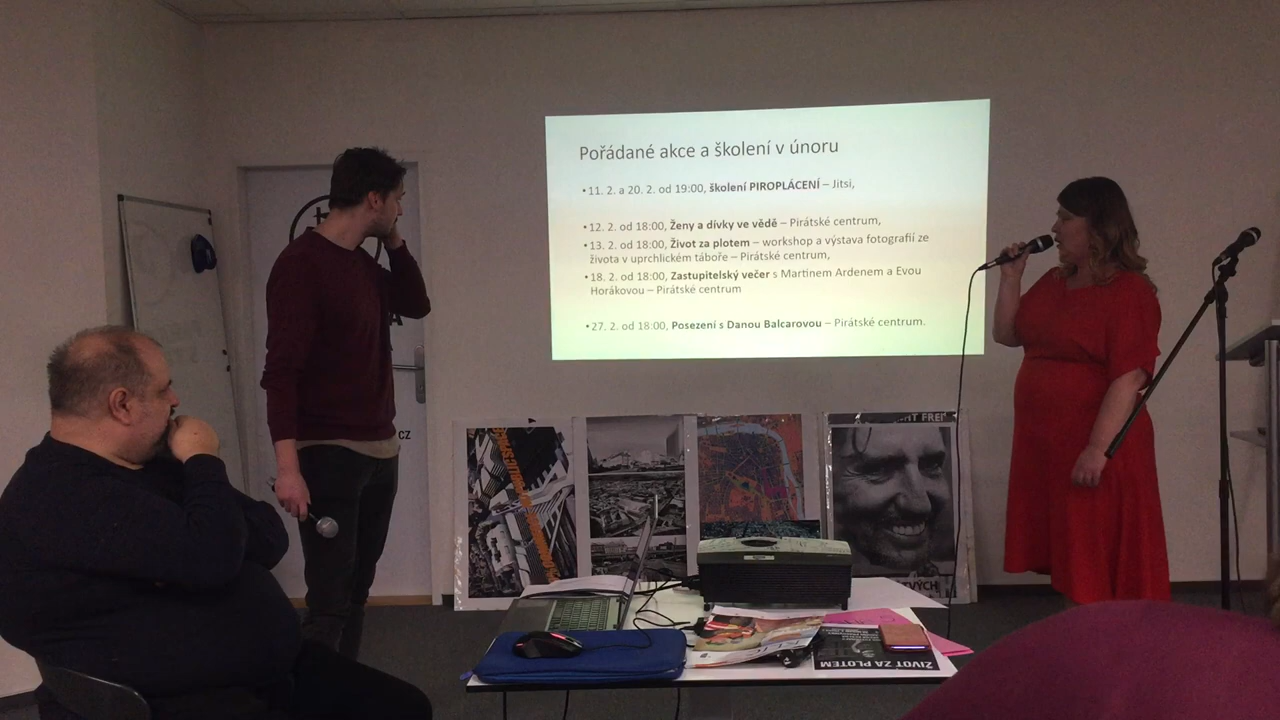 Pořádané akce a školení v únoru
• 11. 2. a 20. 2. od 19:00, školení PIROPLÁCENÍ – Jitsi,
• 12. 2. od 18:00, Ženy a dívky ve vědě – Pirátské centrum,
• 13. 2. od 18:00, Život za plotem – workshop a výstava fotografií ze
života v uprchlickém táboře – Pirátské centrum,
• 18. 2. od 18:00, Zastupitelský večer s Martinem Ardenem a Evou
Horákovou – Pirátské centrum
• 27. 2. od 18:00, Posezení s Danou Balcarovou – Pirátské centrum.
CZ
ŽIVOT ZA PLOTEM